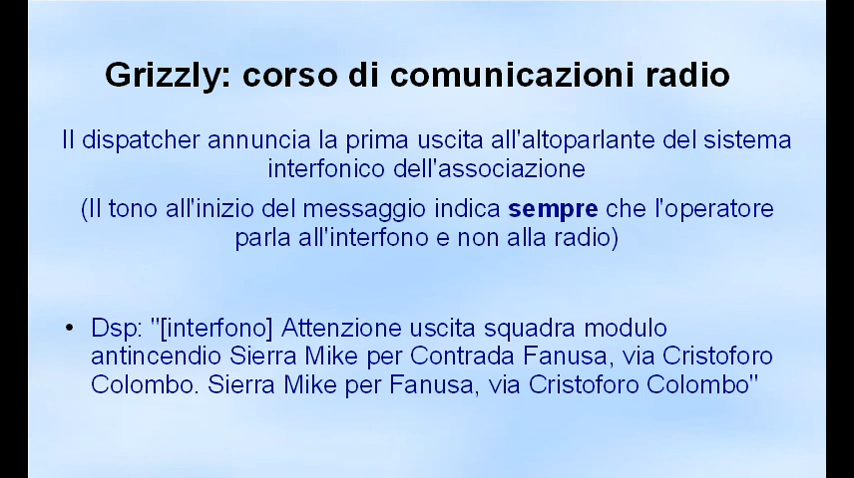 Grizzly: corso di comunicazioni radio
Il dispatcher annuncia la prima uscita all'altoparlante del sistema
interfonico dell'associazione
(Il tono all'inizio del messaggio indica sempre che l'operatore
parla all'interfono e non alla radio)
• Dsp: "[interfono] Attenzione uscita squadra modulo
antincendio Sierra Mike per Contrada Fanusa, via Cristoforo
Colombo. Sierra Mike per Fanusa, via Cristoforo Colombo"